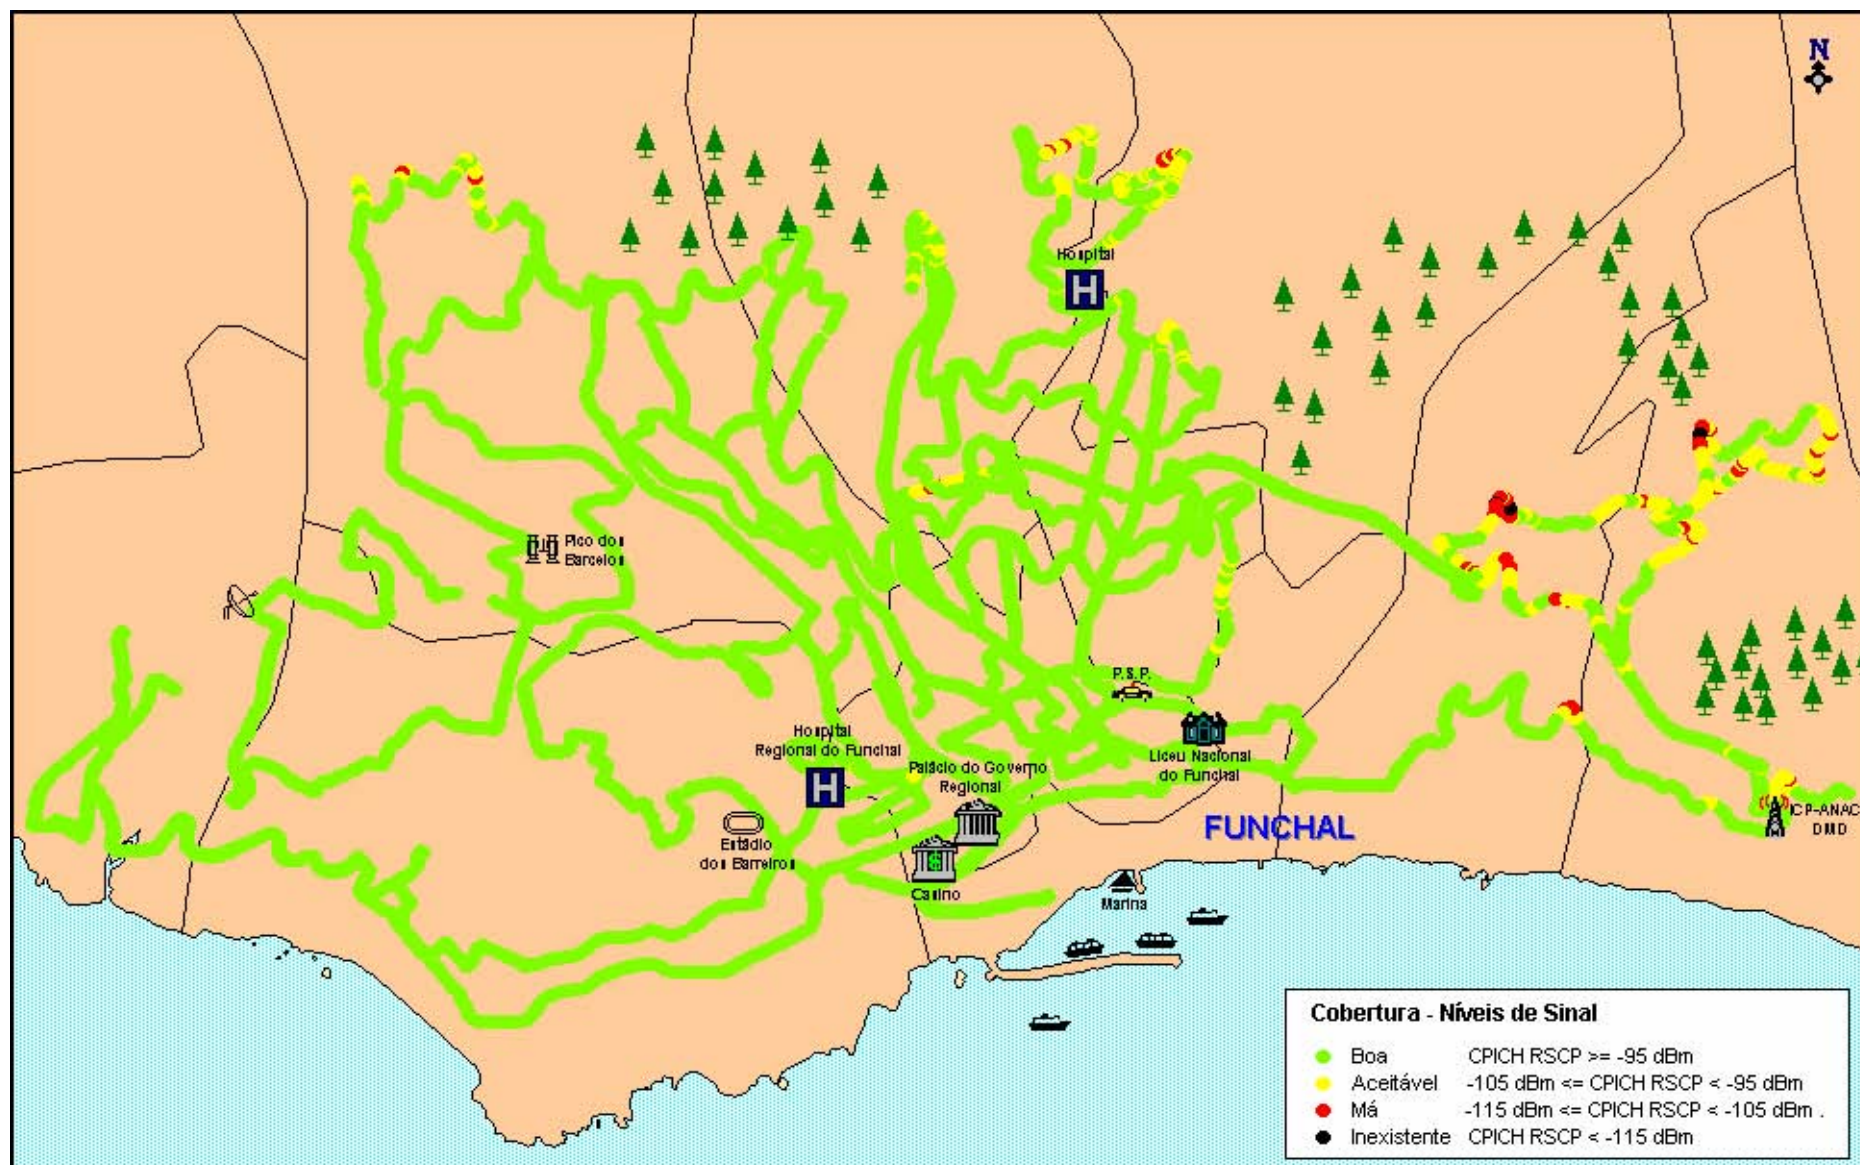 N
Hospital
Pico dos
Barcelos
P.S.P.
Hospital
Regional do Funchal
Palácio do Governo
Regional
Liceu Nacional
do Funchal
FUNCHAL
ICP-ANAC
DMD
Estádio
dos Barreiros
Casino
Marina
Cobertura - Níveis de Sinal
Boa CPICH RSCP >= -95 dBm
Aceitável -105 dBm <= CPICH RSCP < -95 dBm
Má -115 dBm <= CPICH RSCP < -105 dBm .
Inexistente CPICH RSCP < -115 dBm
H
H